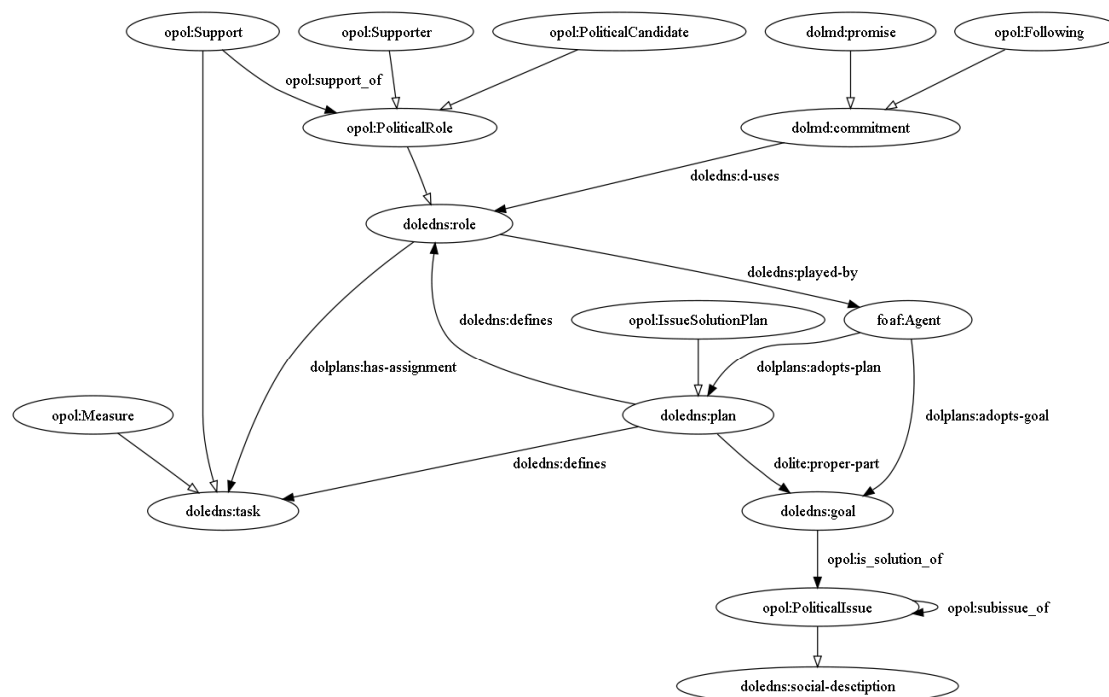 opol:Support
opol:Supporter
opol:PoliticalCandidate
dolmd:promise
opol:Following
opol:support_of
opol:PoliticalRole
dolmd:commitment
doledns:d-uses
doledns:role
doledns:played-by
doledns:defines
opol:IssueSolutionPlan
foaf:Agent
dolplans:has-assignment
dolplans:adopts-plan
opol:Measure
doledns:plan
dolplans:adopts-goal
doledns:defines
dolite:proper-part
doledns:task
doledns:goal
opol:is_solution_of
opol:PoliticalIssue
opol:subissue_of
doledns:social-desctiption